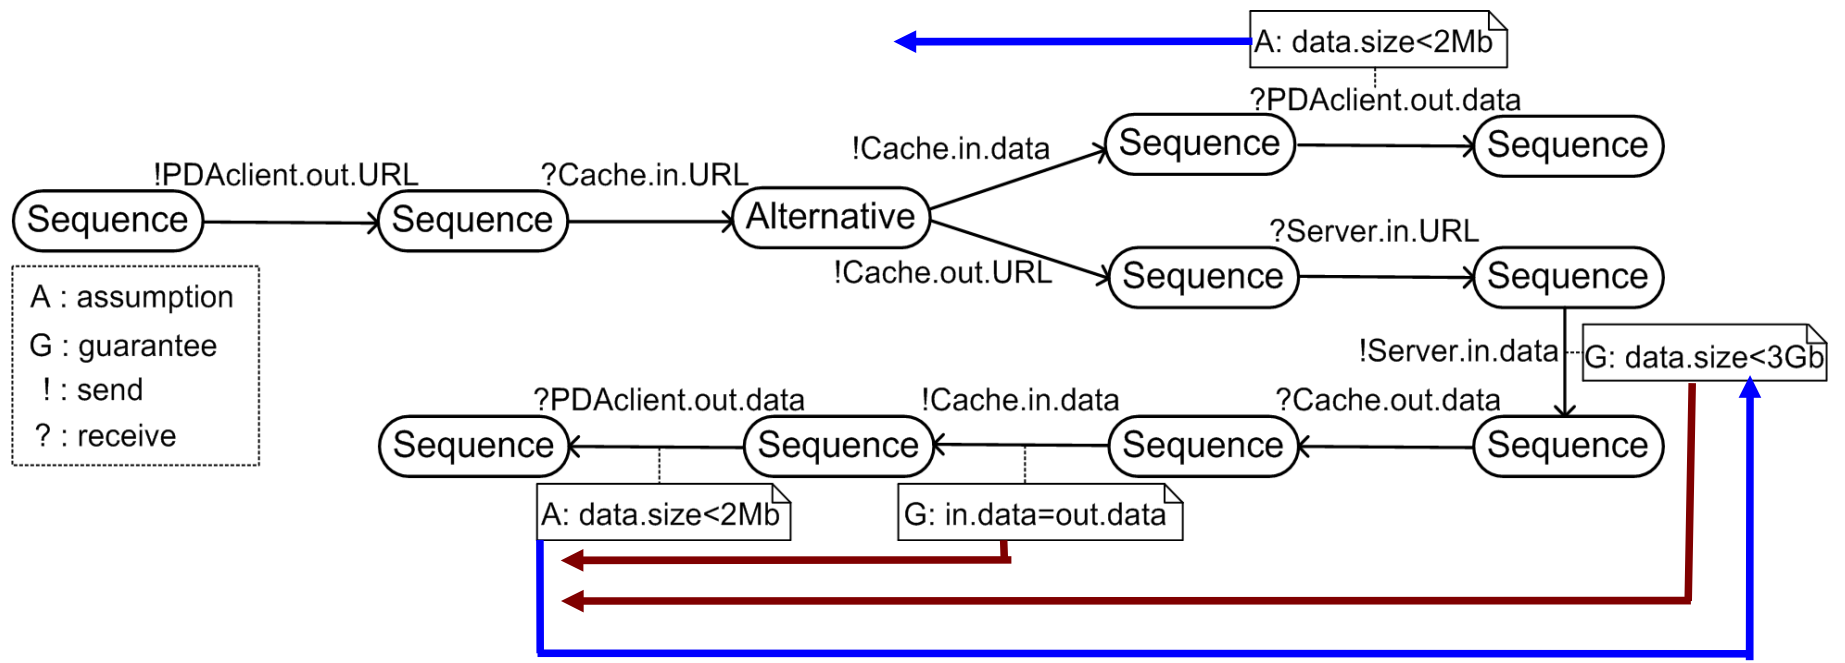 A: data.size<2Mb
?PDAclient.out.data
!Cache.in.data
Sequence
Sequence
!PDAclient.out.URL
?Cache.in.URL
Sequence
Sequence
Alternative
?Server.in.URL
!Cache.out.URL
Sequence
Sequence
A : assumption
G : guarantee
! : send
? : receive
!Server.in.data
G: data.size<3Gb
?PDAclient.out.data
!Cache.in.data
?Cache.out.data
Sequence
Sequence
Sequence
Sequence
A: data.size<2Mb
G: in.data=out.data